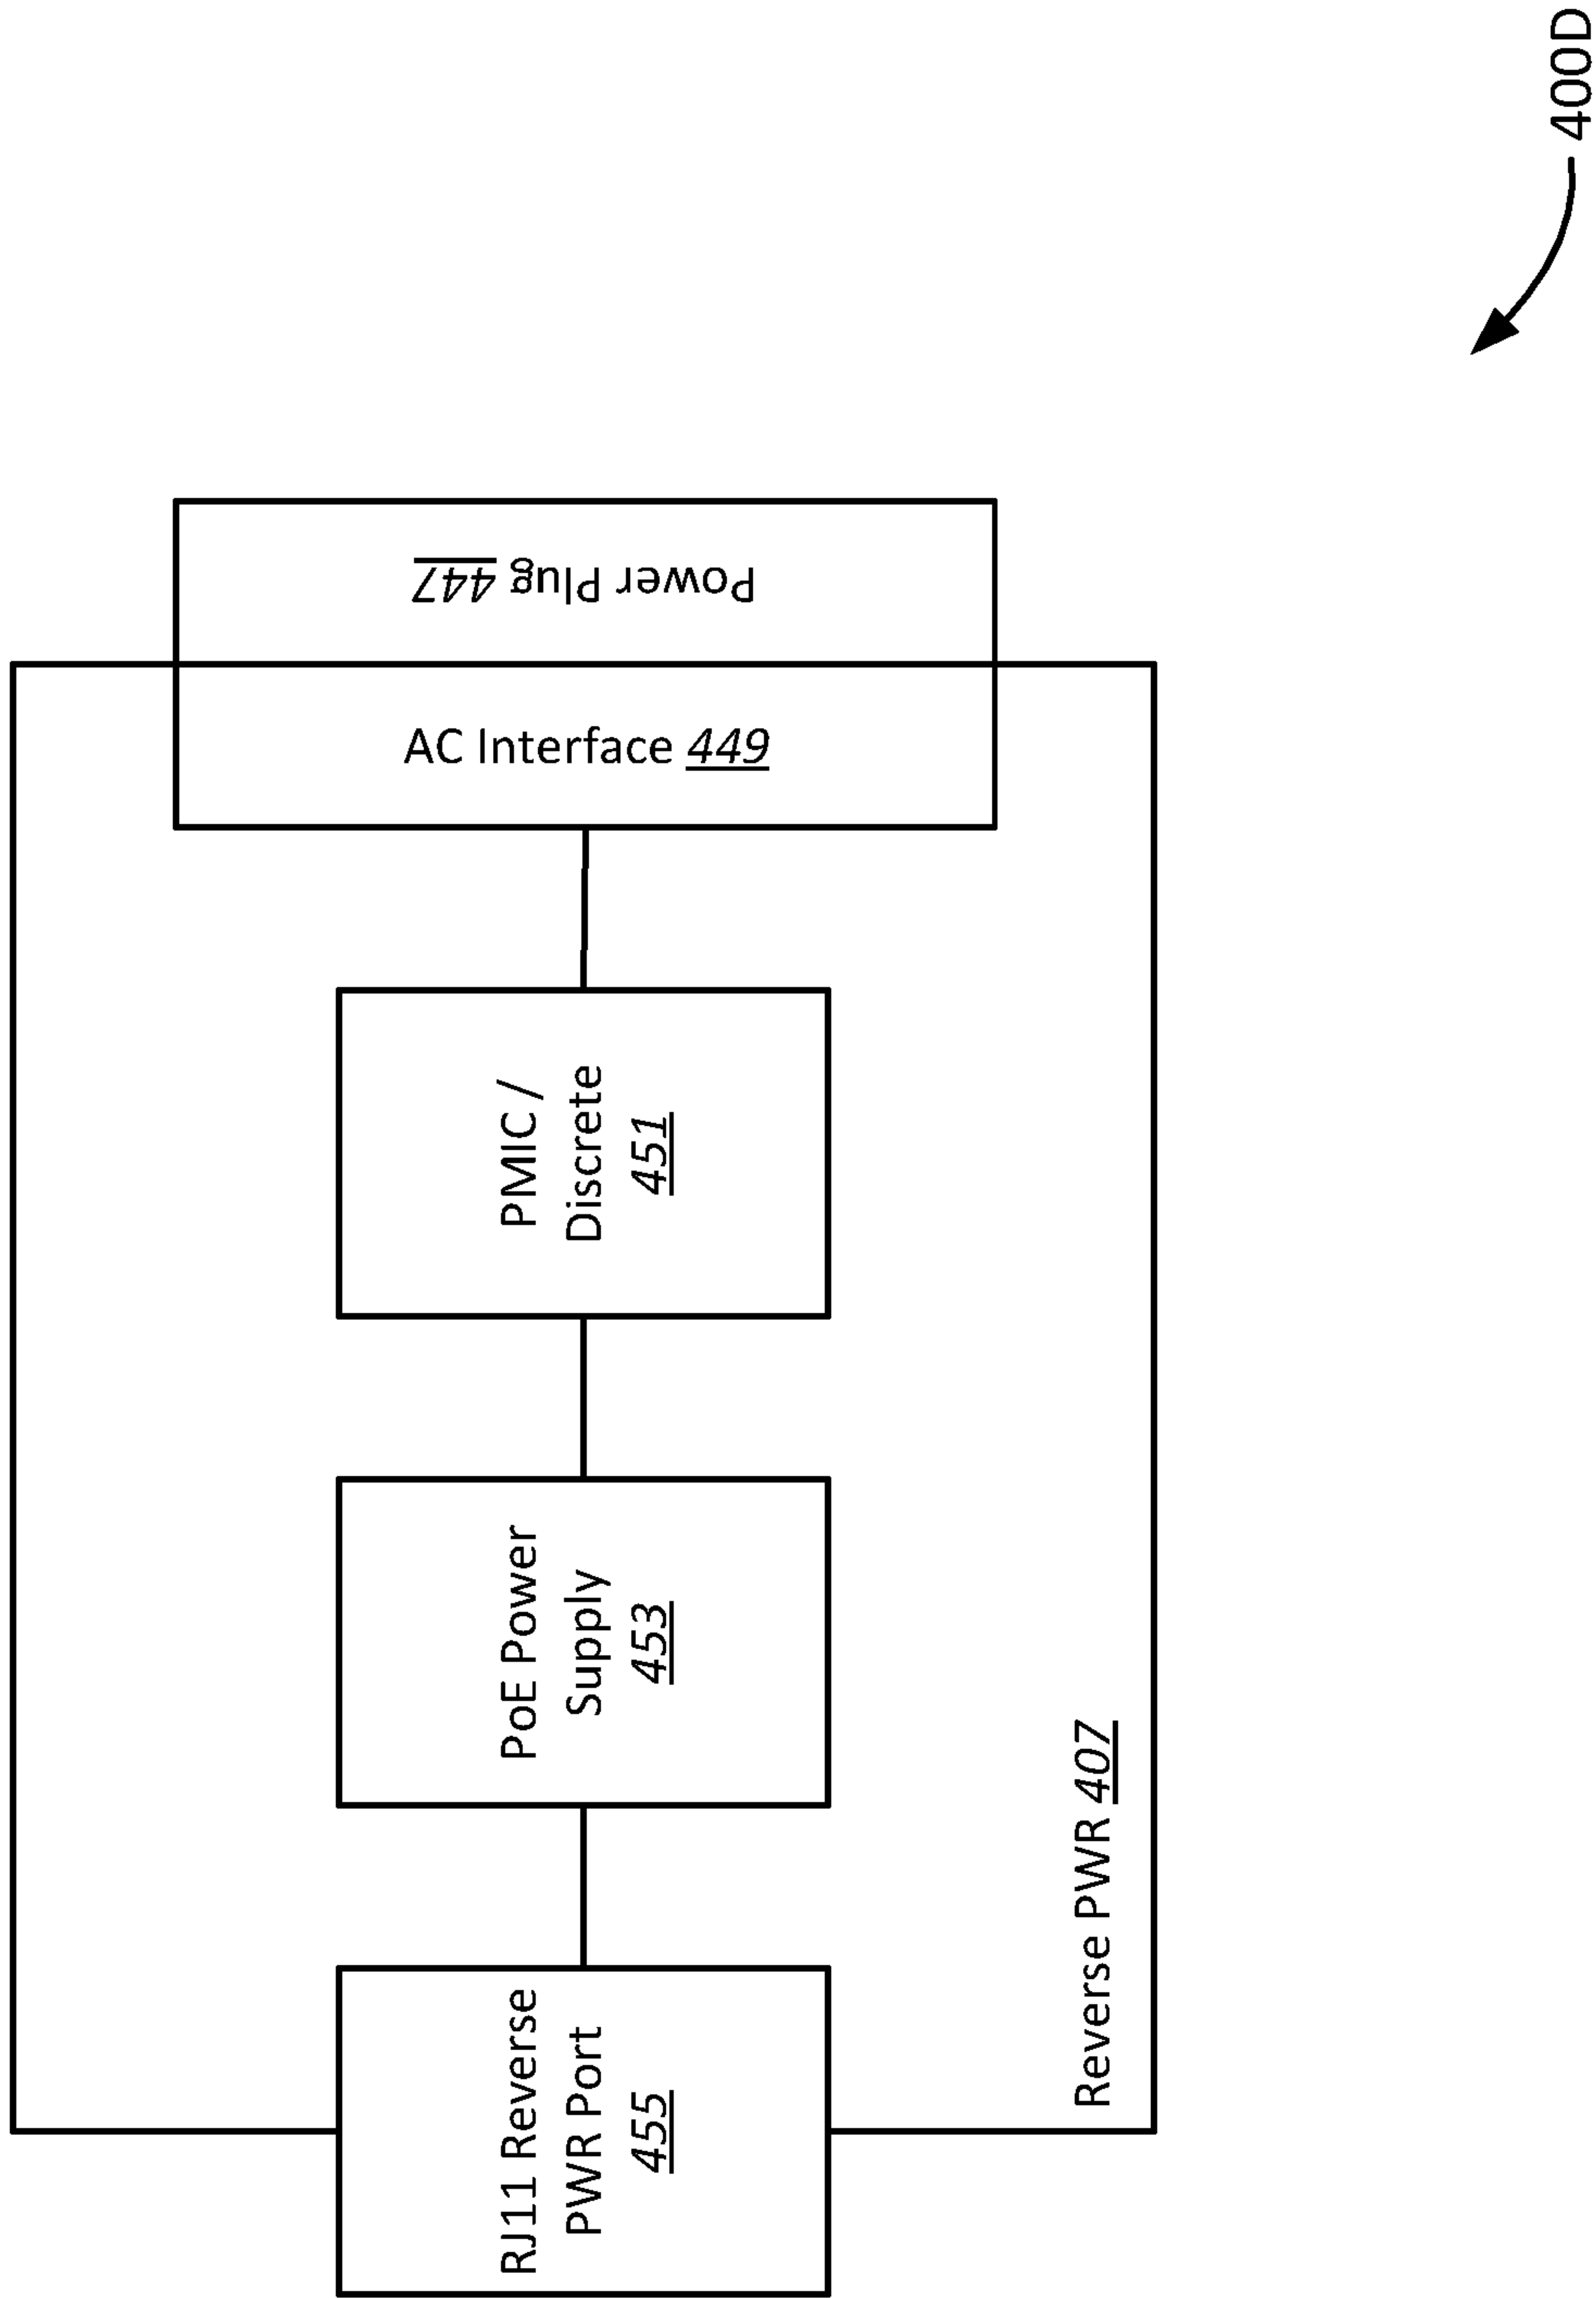 RJ11 Reverse
PWR Port
455
PoE Power
Supply
453
PMIC /
Discrete
451
AC Interface 449
Power Plug 447
Reverse PWR 407
400D